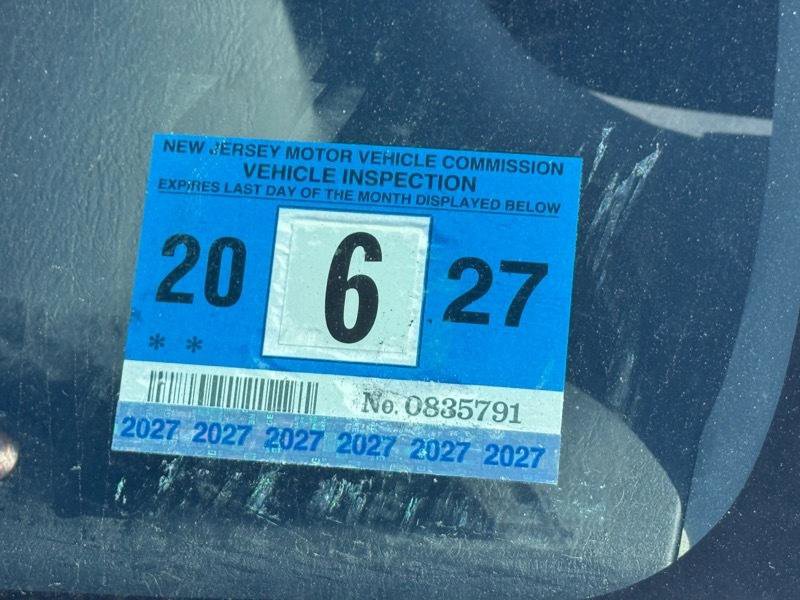 NEW JERSEY MOTOR VEHICLE COMMISSION
VEHICLE INSPECTION
EXPIRES LAST DAY OF THE MONTH DISPLAYED BELOW
20 6 27
* *
No. 0835791
2027 2027 2027 2027 2027 2027